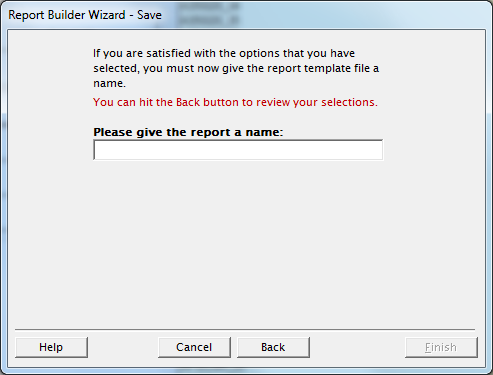 Report Builder Wizard - Save
If you are satisfied with the options that you have
selected, you must now give the report template file a
name.
You can hit the Back button to review your selections.
Please give the report a name:
Help
Cancel
Back
Finish